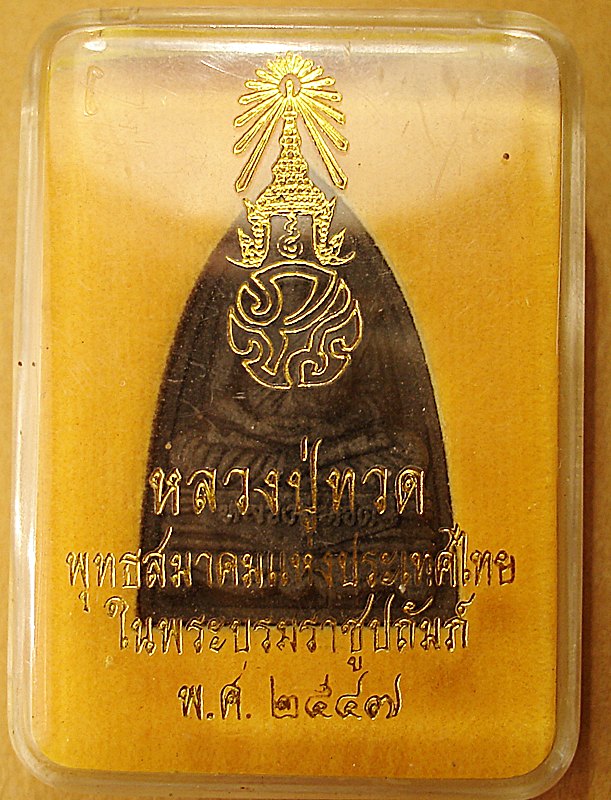 หลวงปู่ทวด
พุทธสมาคมแห่งประเทศไทย
ในพระบรมราชูปถัมภ์
พ.ศ. ๒๕๔๗